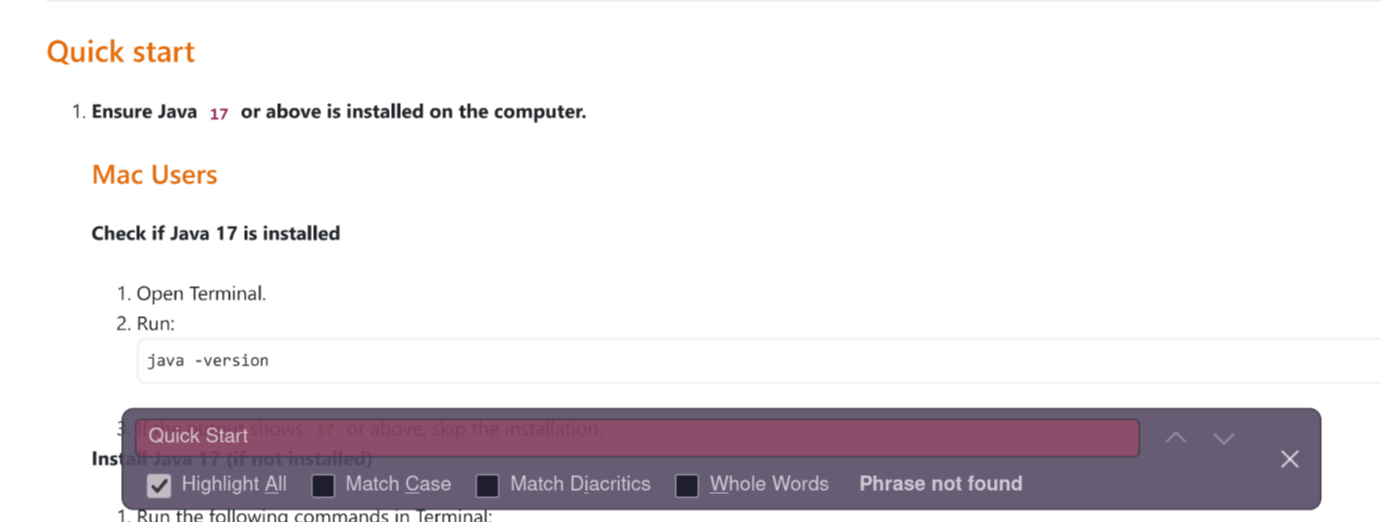 Quick start
1. Ensure Java 17 or above is installed on the computer.
Mac Users
Check if Java 17 is installed
1. Open Terminal.
2. Run:
java -version
3. If the output shows 17 or above, skip the installation.
Quick Start
Install Java 17 (if not installed)
Highlight All Match Case Match Diacritics Whole Words Phrase not found
1. Run the following commands in Terminal: